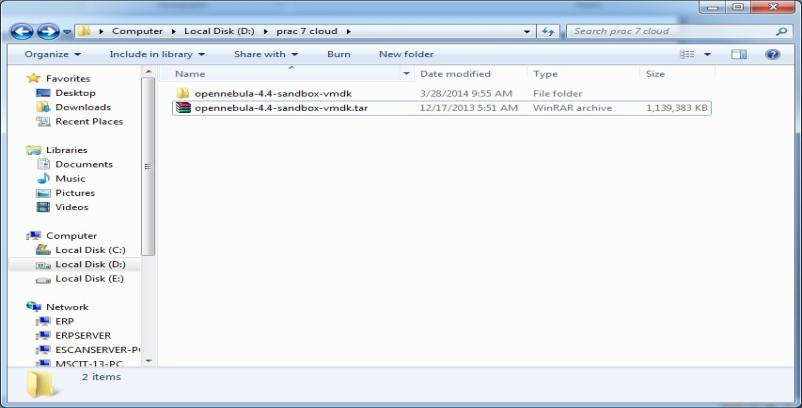 Computer Local Disk (D:) prac 7 cloud
Search prac 7 cloud
Organize Include in library Share with Burn New folder
Name Date modified Type Size
Favorites
Desktop
Downloads
Recent Places
Libraries
Documents
Music
Pictures
Videos
Computer
Local Disk (C:)
Local Disk (D:)
Local Disk (E:)
Network
ERP
ERPSERVER
ESCANSERVER-P
MSCIT-13-PC
opennebula-4.4-sandbox-vmdk 3/28/2014 9:55 AM File folder
opennebula-4.4-sandbox-vmdk.tar 12/17/2013 5:51 AM WinRAR archive 1,139,383 KB
2 items